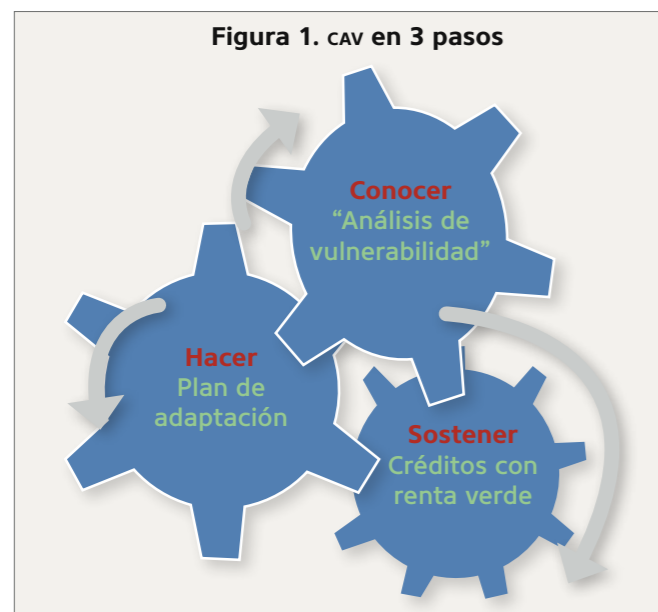 Figura 1. CAV en 3 pasos
Conocer
“Análisis de
vulnerabilidad”
Hacer
Plan de
adaptación
Sostener
Créditos con
renta verde